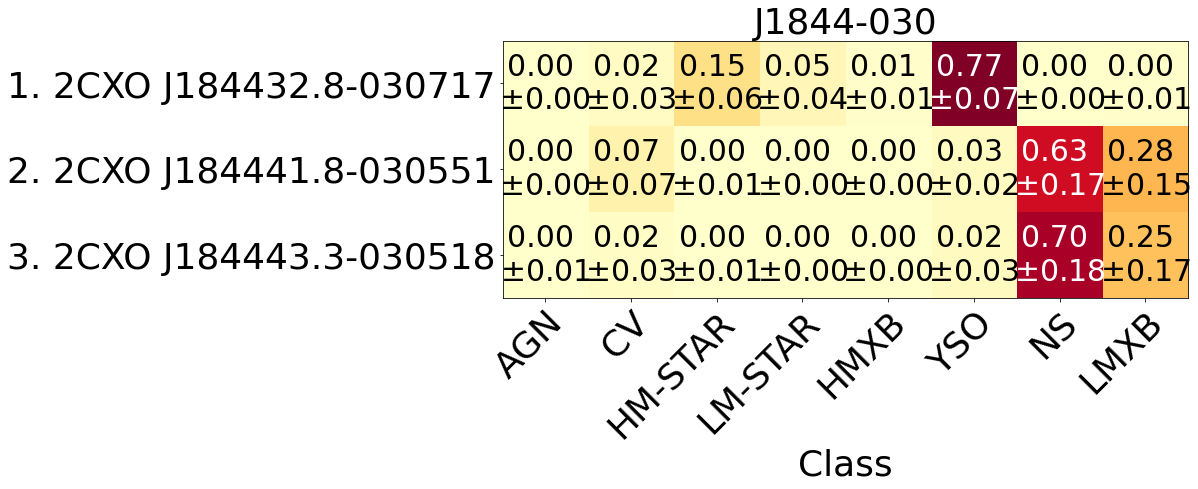 J1844-030
1. 2CXO J184432.8-030717
0.00 0.02 0.15 0.05 0.01 0.77 0.00 0.00
±0.00 ±0.03 ±0.06 ±0.04 ±0.01 ±0.07 ±0.00 ±0.01
2. 2CXO J184441.8-030551
0.00 0.07 0.00 0.00 0.00 0.03 0.63 0.28
±0.00 ±0.07 ±0.01 ±0.00 ±0.00 ±0.02 ±0.17 ±0.15
3. 2CXO J184443.3-030518
0.00 0.02 0.00 0.00 0.00 0.02 0.70 0.25
±0.01 ±0.03 ±0.01 ±0.00 ±0.00 ±0.03 ±0.18 ±0.17
AGN CV HM-STAR LM-STAR HMXB YSO NS LMXB
Class